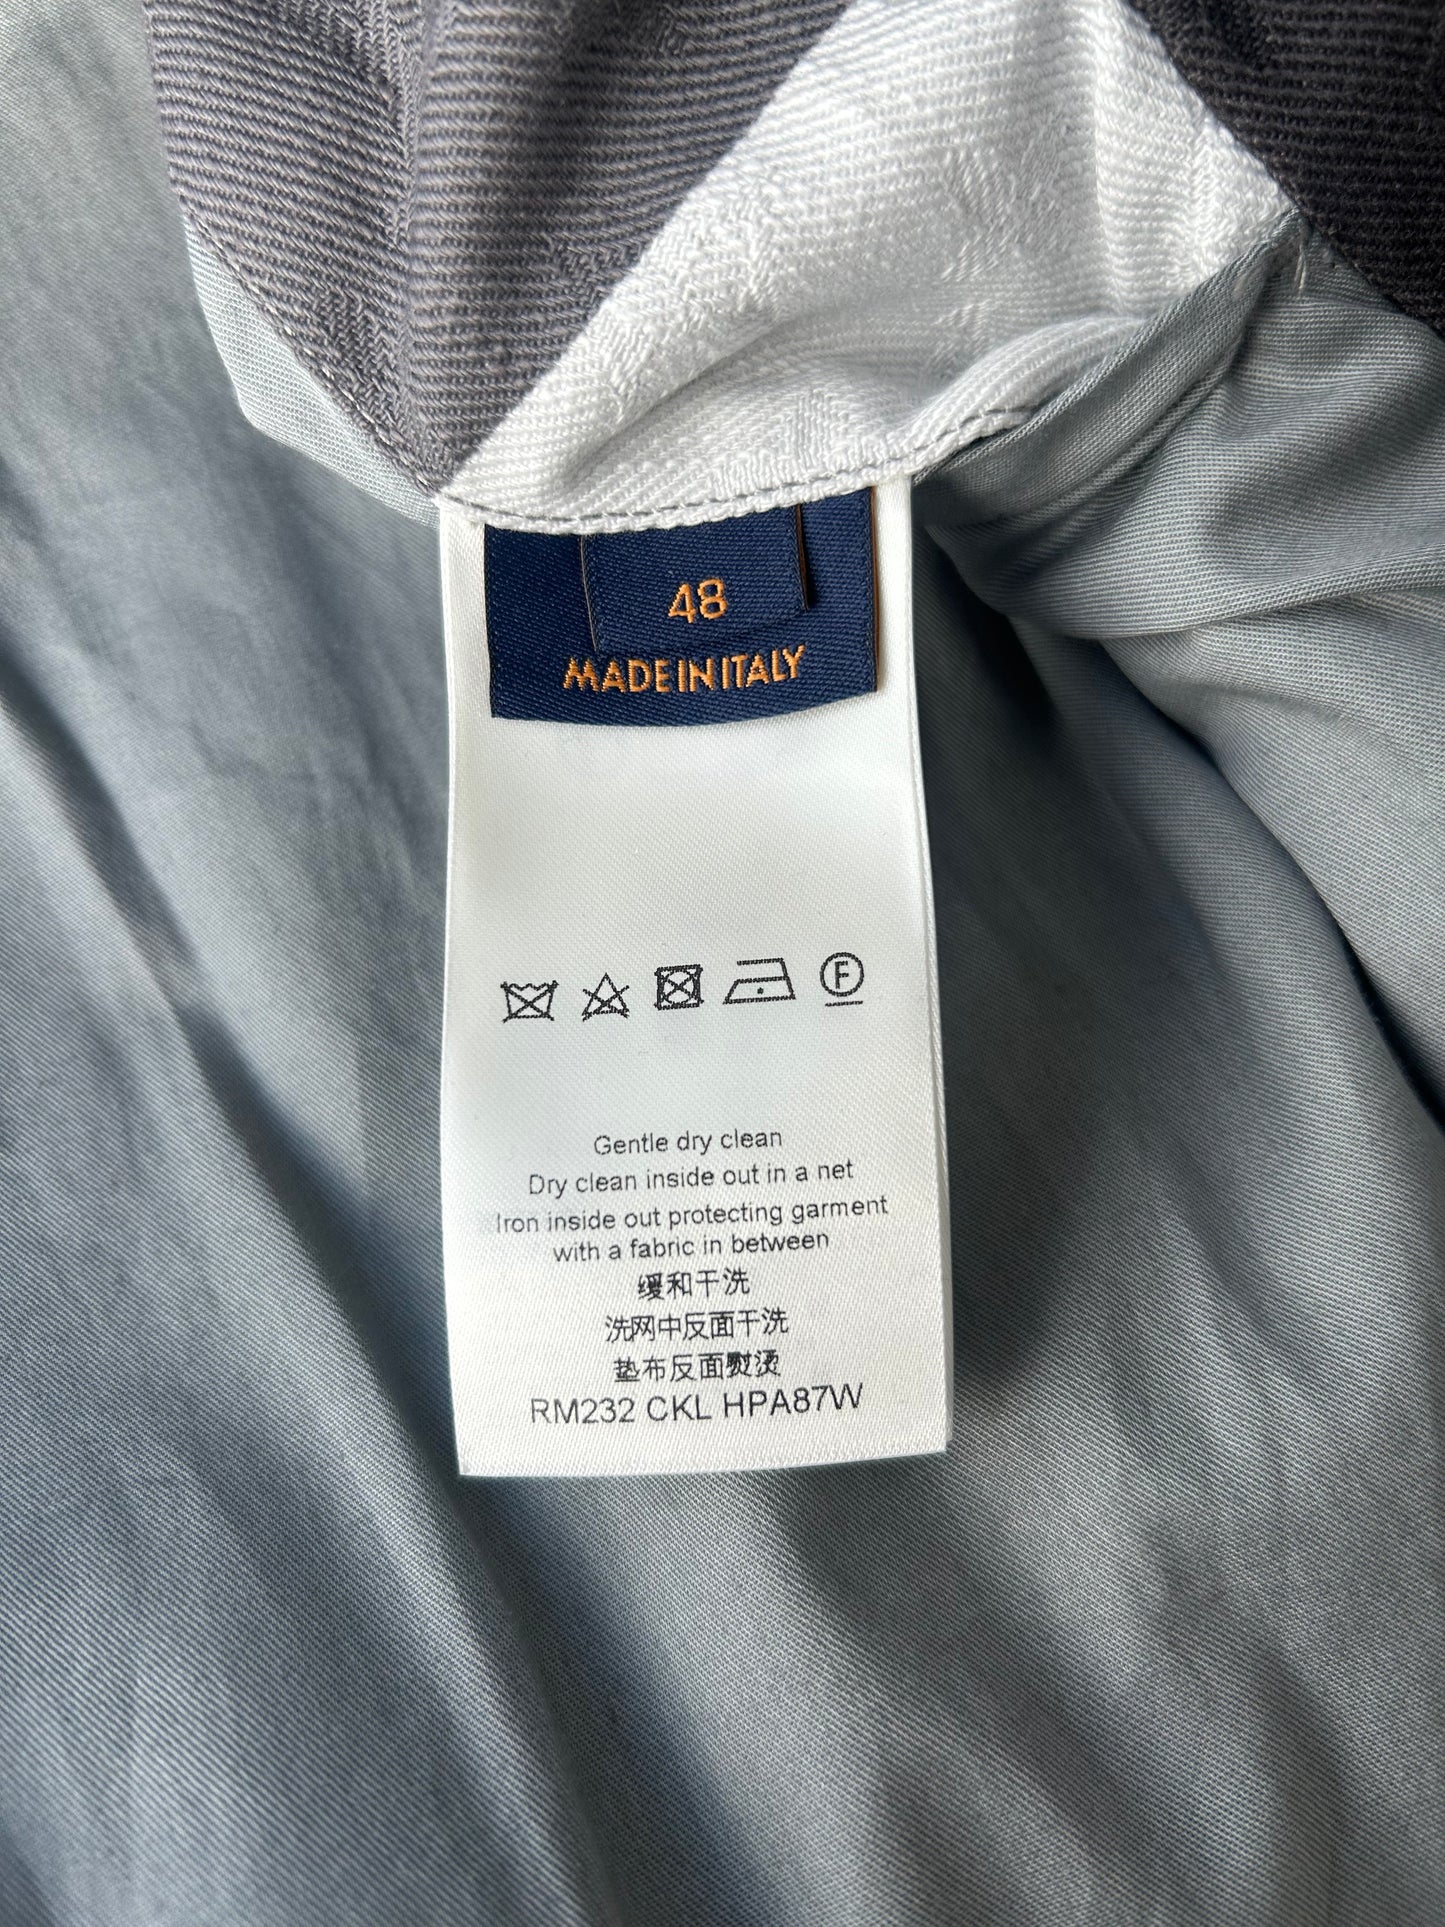 48
MADE IN ITALY
F
Gentle dry clean
Dry clean inside out in a net
Iron inside out protecting garment
with a fabric in between
缓和干洗
洗网中反面干洗
垫布反面熨烫
RM232 CKL HPA87W